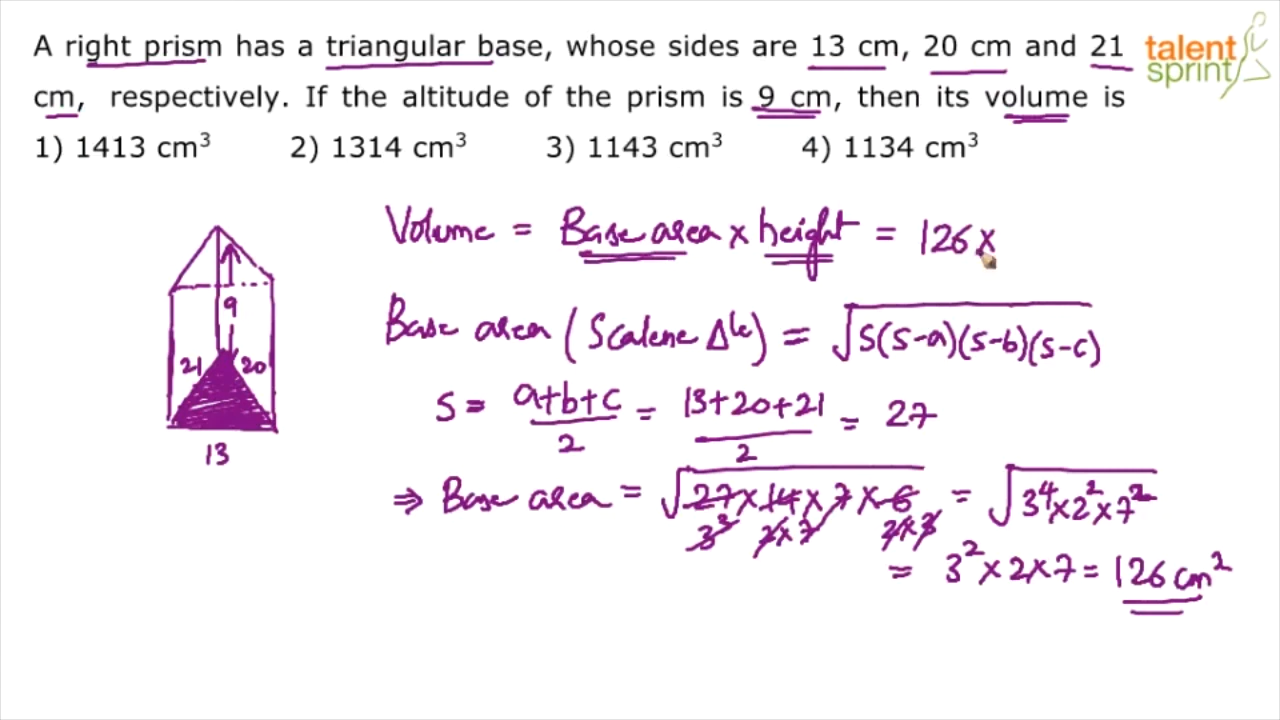 A right prism has a triangular base, whose sides are 13 cm, 20 cm and 21
cm, respectively. If the altitude of the prism is 9 cm, then its volume is
1) 1413 cm³ 2) 1314 cm³ 3) 1143 cm³ 4) 1134 cm³
talent
sprint
Volume = Base area x height = 126 x
9
21 20
13
Base area (Scalene Δle) = √S(S-a)(S-b)(S-c)
S = a+b+c/2 = 13+20+21/2 = 27
⇒ Base area = √27x14x7x6 = √3⁴x2²x7²
3³ 2x7 2x3
= 3²x2x7 = 126 cm²